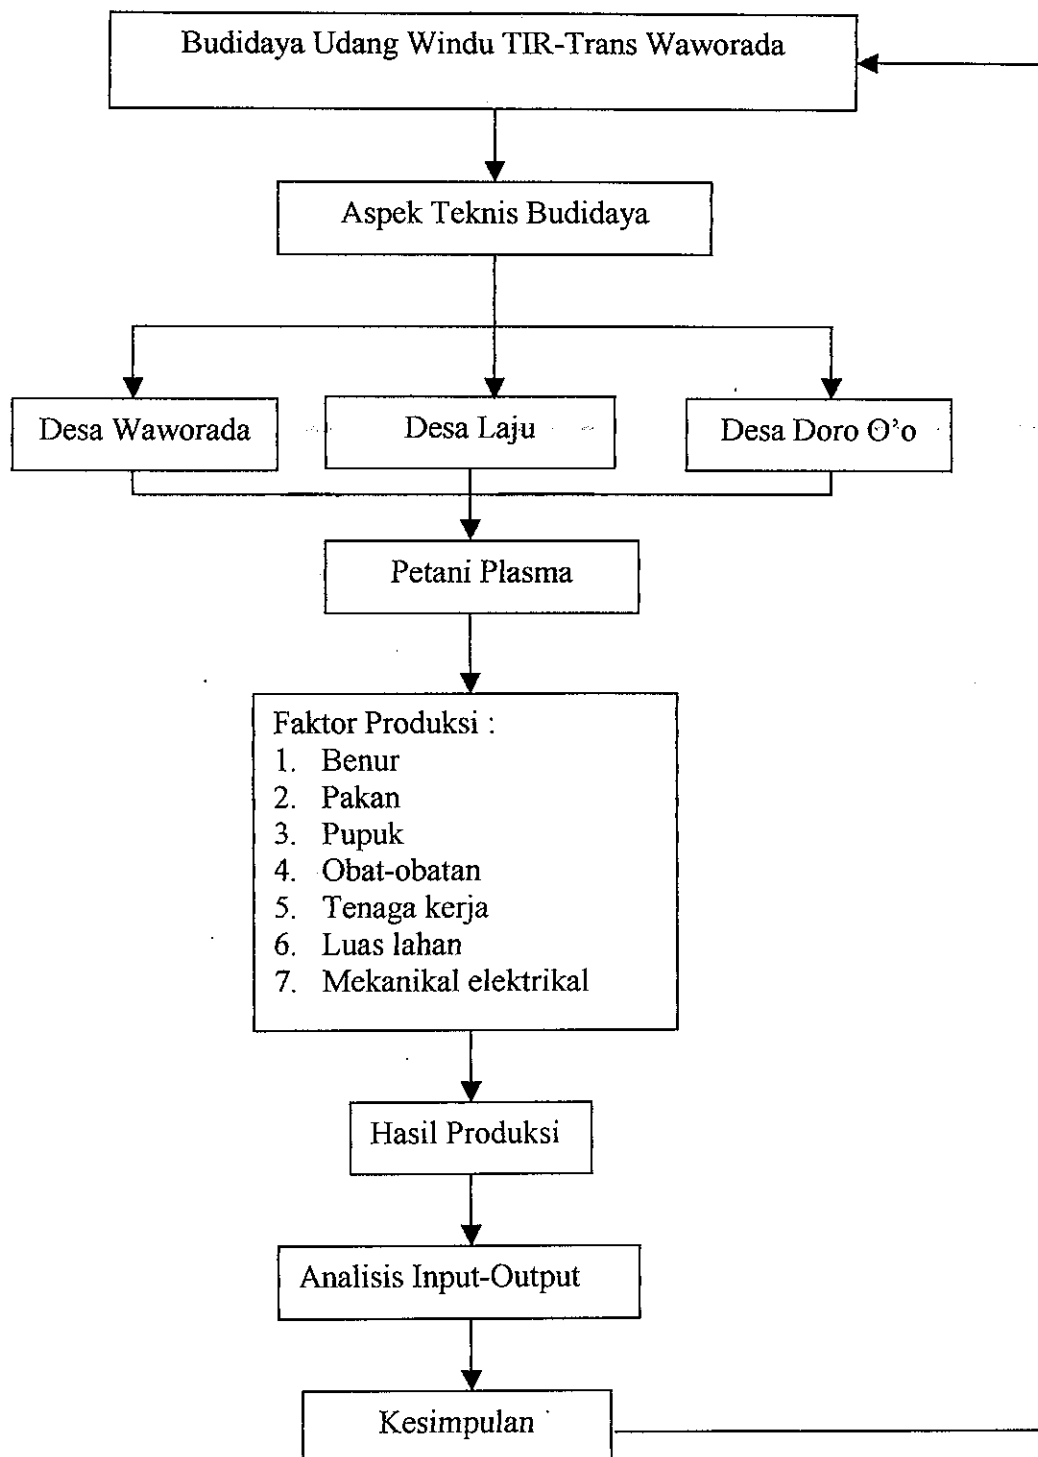 Budidaya Udang Windu TIR-Trans Waworada
Aspek Teknis Budidaya
Desa Waworada
Desa Laju
Desa Doro O’o
Petani Plasma
Faktor Produksi :
1. Benur
2. Pakan
3. Pupuk
4. Obat-obatan
5. Tenaga kerja
6. Luas lahan
7. Mekanikal elektrikal
Hasil Produksi
Analisis Input-Output
Kesimpulan